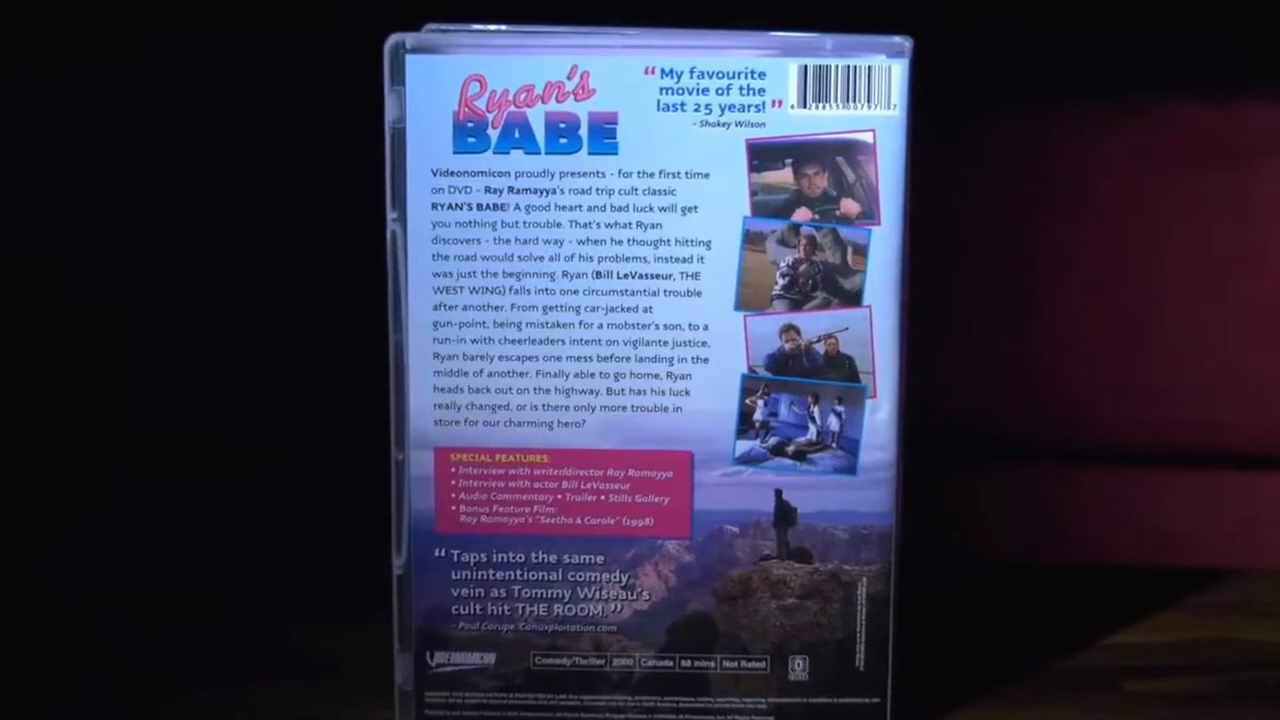 Ryan's
BABE
“My favourite
movie of the
last 25 years!”
- Shakey Wilson
6 28855 00797 7
Videonomicon proudly presents - for the first time
on DVD - Ray Ramayya's road trip cult classic
RYAN'S BABE! A good heart and bad luck will get
you nothing but trouble. That's what Ryan
discovers - the hard way - when he thought hitting
the road would solve all of his problems, instead it
was just the beginning. Ryan (Bill LeVasseur, THE
WEST WING) falls into one circumstantial trouble
after another. From getting car-jacked at
gun-point, being mistaken for a mobster's son, to a
run-in with cheerleaders intent on vigilante justice,
Ryan barely escapes one mess before landing in the
middle of another. Finally able to go home, Ryan
heads back out on the highway. But has his luck
really changed, or is there only more trouble in
store for our charming hero?
SPECIAL FEATURES:
• Interview with writer/director Ray Ramayya
• Interview with actor Bill LeVasseur
• Audio Commentary • Trailer • Stills Gallery
• Bonus Feature Film:
Ray Ramayya's "Seetha & Carole" (1998)
“Taps into the same
unintentional comedy
vein as Tommy Wiseau's
cult hit THE ROOM.”
- Paul Corupe, Canuxploitation.com
VIDEONOMICON
Comedy/Thriller 2000 Canada 88 mins Not Rated
0